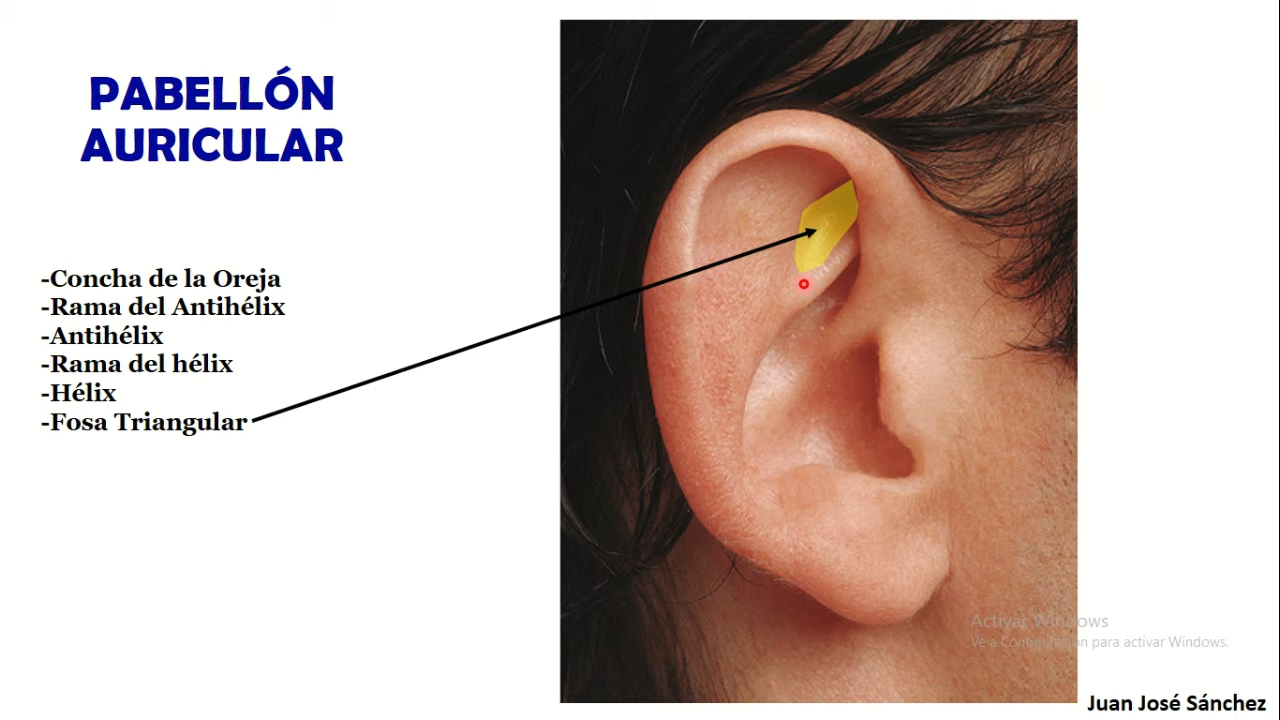 PABELLÓN
AURICULAR
-Concha de la Oreja
-Rama del Antihélix
-Antihélix
-Rama del hélix
-Hélix
-Fosa Triangular
Activar Windows
Ve a Configuración para activar Windows.
Juan José Sánchez